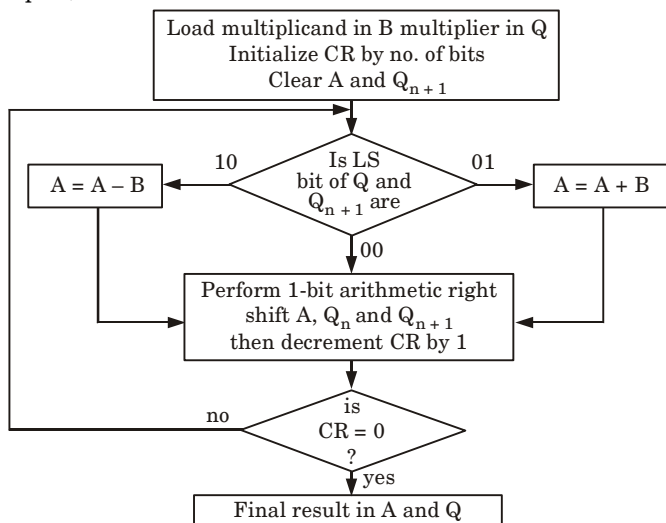 Load multiplicand in B multiplier in Q
Initialize CR by no. of bits
Clear A and Qn + 1
10
Is LS
bit of Q and
Qn + 1 are
01
A = A – B
A = A + B
00
Perform 1-bit arithmetic right
shift A, Qn and Qn + 1
then decrement CR by 1
no
is
CR = 0
?
yes
Final result in A and Q